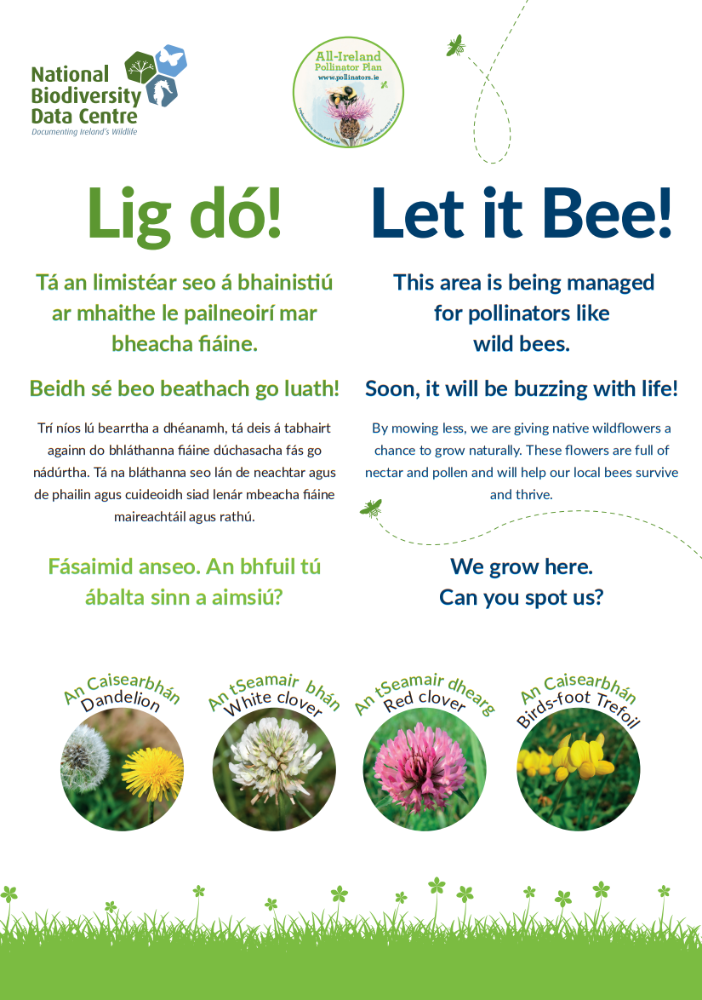 National
Biodiversity
Data Centre
Documenting Ireland's Wildlife
All-Ireland
Pollinator Plan
www.pollinators.ie
Lig dó!
Tá an limistéar seo á bhainistiú
ar mhaithe le pailneoirí mar
bheacha fiáine.
Beidh sé beo beathach go luath!
Trí níos lú bearrtha a dhéanamh, tá deis á tabhairt
againn do bhláthanna fiáine dúchasacha fás go
nádúrtha. Tá na bláthanna seo lán de neachtar agus
de phailin agus cuideoidh siad lenár mbeacha fiáine
maireachtáil agus rathú.
Fásaimid anseo. An bhfuil tú
ábalta sinn a aimsiú?
Let it Bee!
This area is being managed
for pollinators like
wild bees.
Soon, it will be buzzing with life!
By mowing less, we are giving native wildflowers a
chance to grow naturally. These flowers are full of
nectar and pollen and will help our local bees survive
and thrive.
We grow here.
Can you spot us?
An Caisearbhán
Dandelion
An tSeamair bhán
White clover
An tSeamair dhearg
Red clover
An Caisearbhán
Birds-foot Trefoil